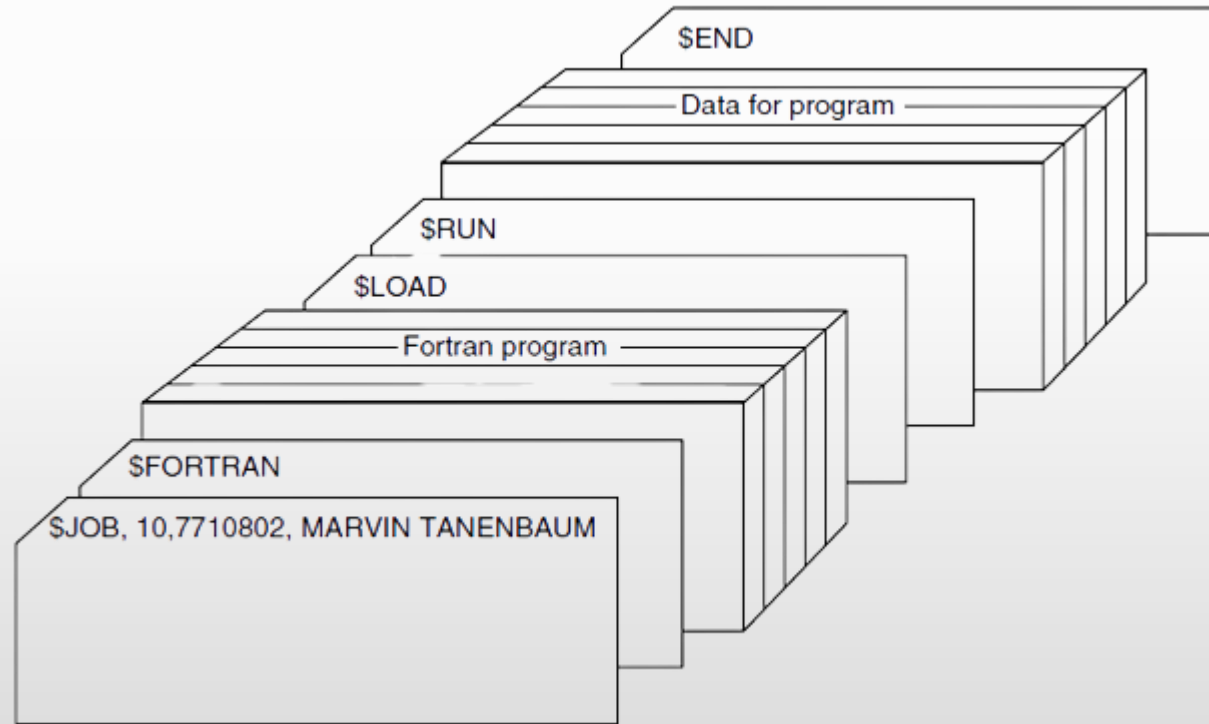 $END
Data for program
$RUN
$LOAD
Fortran program
$FORTRAN
$JOB, 10,7710802, MARVIN TANENBAUM